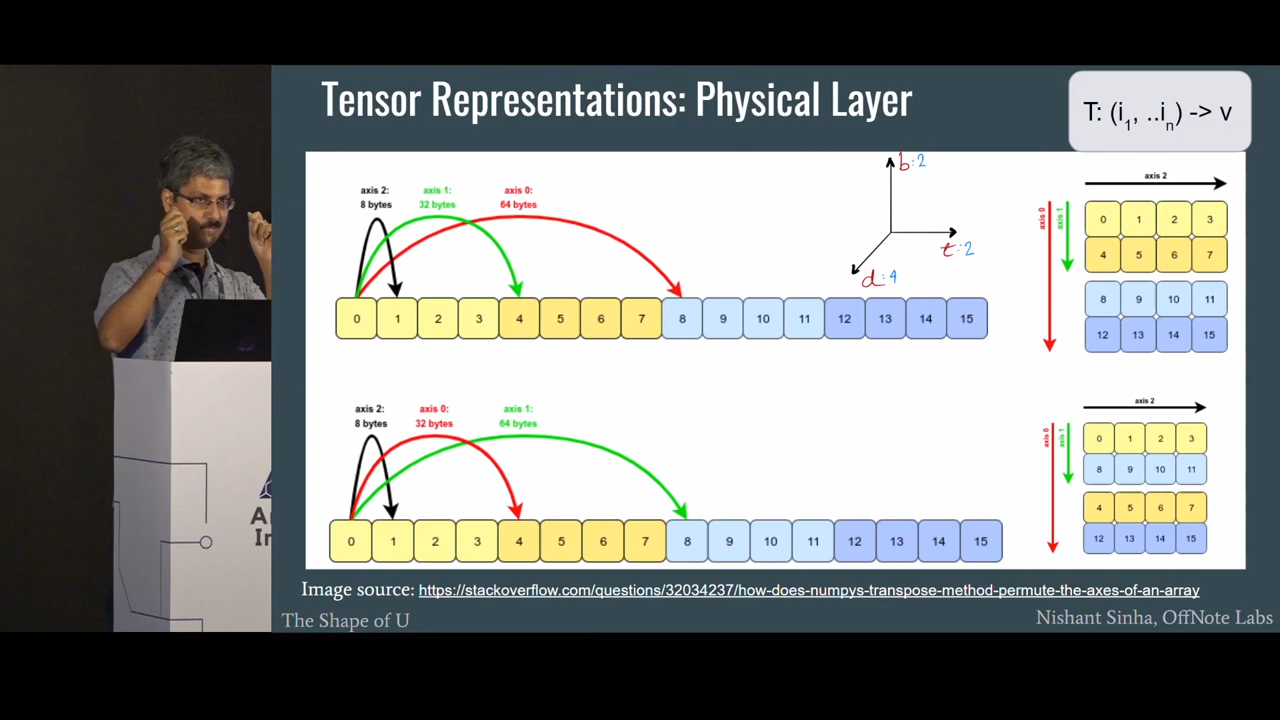 Tensor Representations: Physical Layer
T: (i1, ..in) -> v
axis 2:
8 bytes
axis 1:
32 bytes
axis 0:
64 bytes
0 1 2 3 4 5 6 7 8 9 10 11 12 13 14 15
b:2
t:2
d:4
axis 2
axis 0
axis 1
0 1 2 3
4 5 6 7
8 9 10 11
12 13 14 15
axis 2:
8 bytes
axis 0:
32 bytes
axis 1:
64 bytes
0 1 2 3 4 5 6 7 8 9 10 11 12 13 14 15
axis 2
axis 0
axis 1
0 1 2 3
8 9 10 11
4 5 6 7
12 13 14 15
Image source: https://stackoverflow.com/questions/32034237/how-does-numpys-transpose-method-permute-the-axes-of-an-array
The Shape of U
Nishant Sinha, OffNote Labs